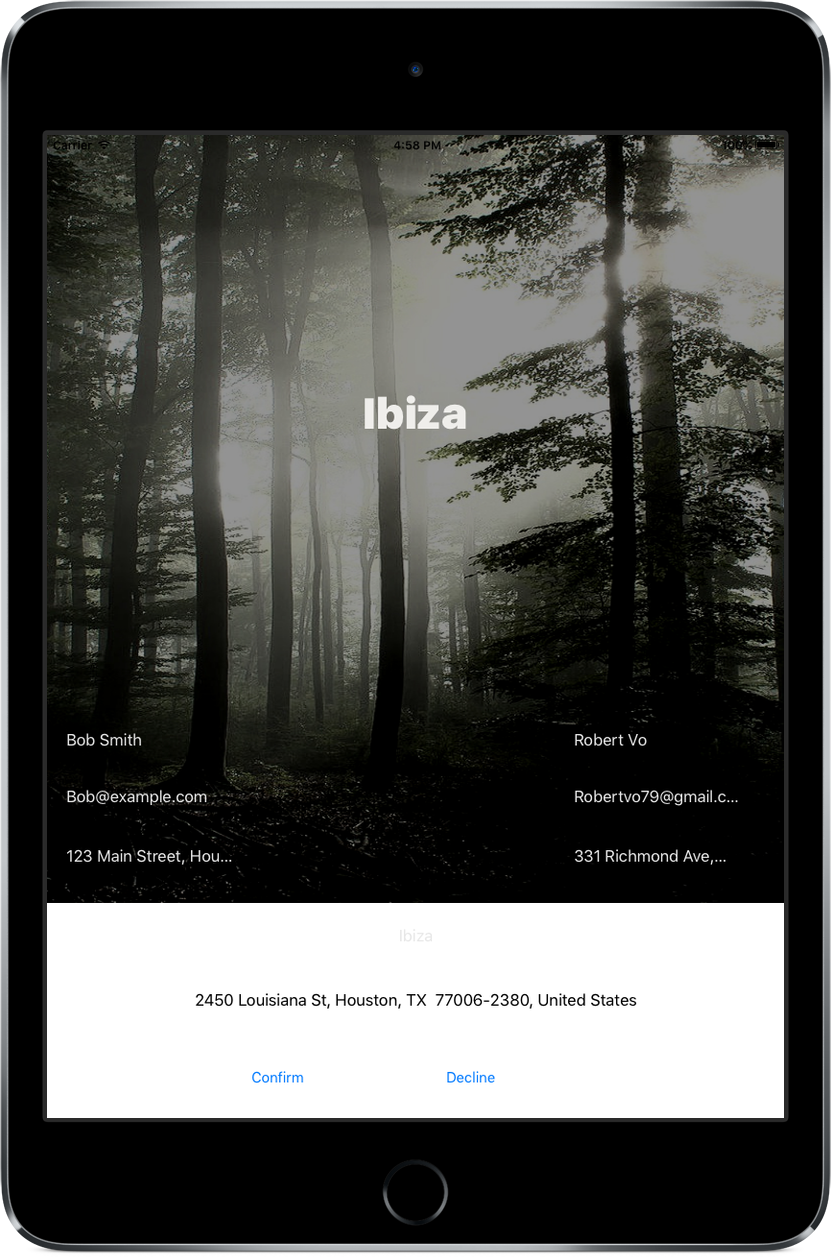 Carrier 4:58 PM 100%
Ibiza
Bob Smith Robert Vo
Bob@example.com Robertvo79@gmail.c...
123 Main Street, Hou... 331 Richmond Ave,...
Ibiza
2450 Louisiana St, Houston, TX  77006-2380, United States
Confirm Decline